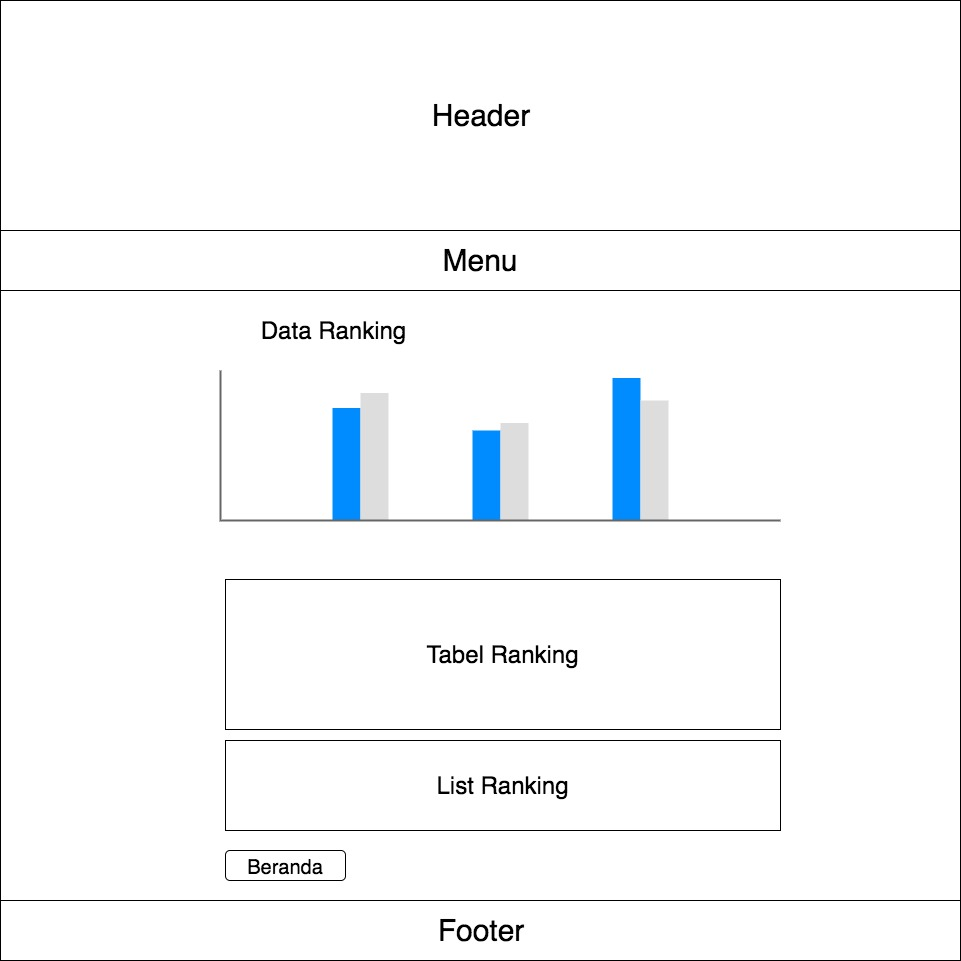 Header
Menu
Data Ranking
Tabel Ranking
List Ranking
Beranda
Footer